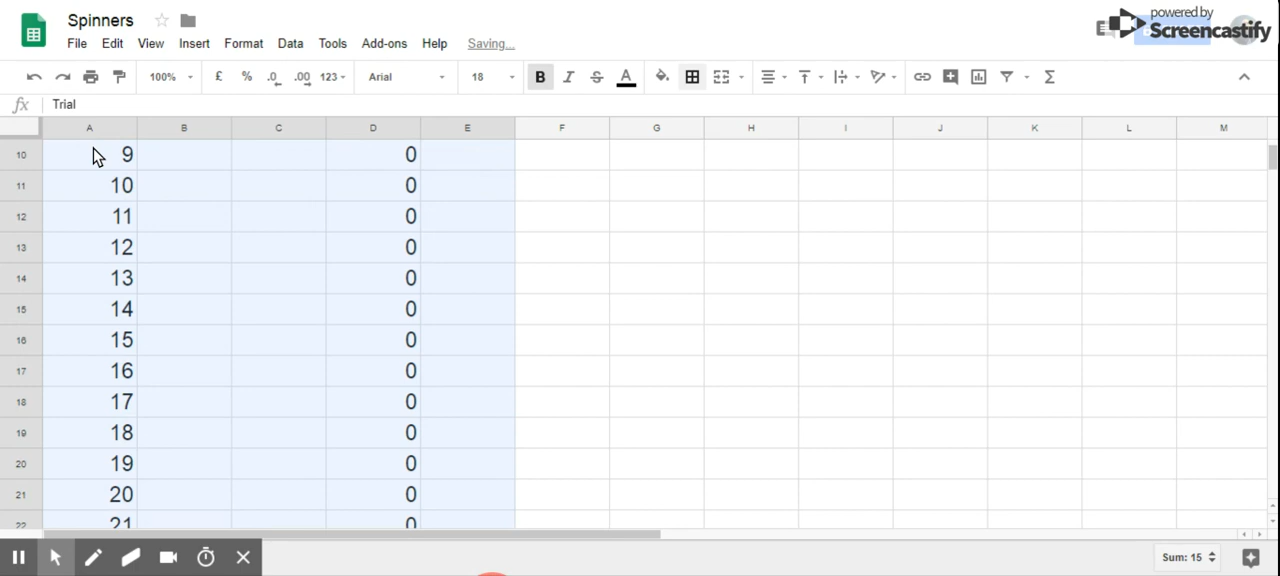 powered by
Screencastify
Spinners
File Edit View Insert Format Data Tools Add-ons Help Saving...
100% £ % .0 .00 123 Arial 18 B I S A Σ
fx Trial
A B C D E F G H I J K L M
10 9 0
11 10 0
12 11 0
13 12 0
14 13 0
15 14 0
16 15 0
17 16 0
18 17 0
19 18 0
20 19 0
21 20 0
22 21 0
Sum: 15